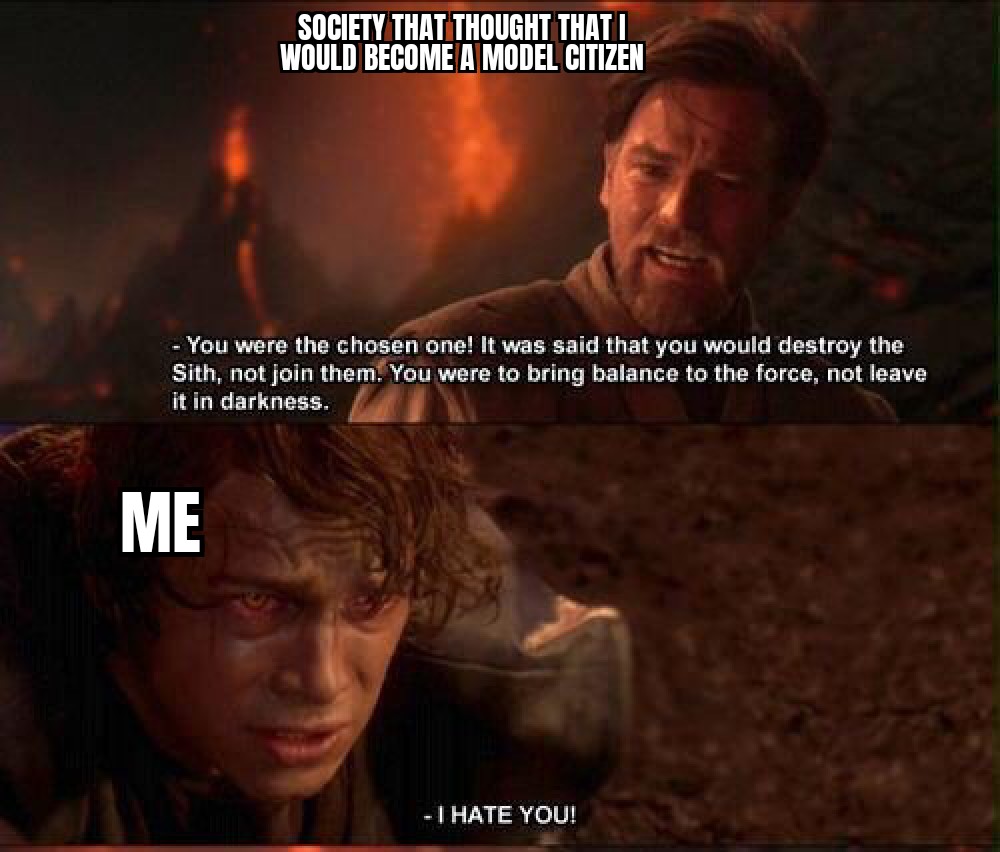 SOCIETY THAT THOUGHT THAT I
WOULD BECOME A MODEL CITIZEN
- You were the chosen one! It was said that you would destroy the
Sith, not join them. You were to bring balance to the force, not leave
it in darkness.
ME
- I HATE YOU!